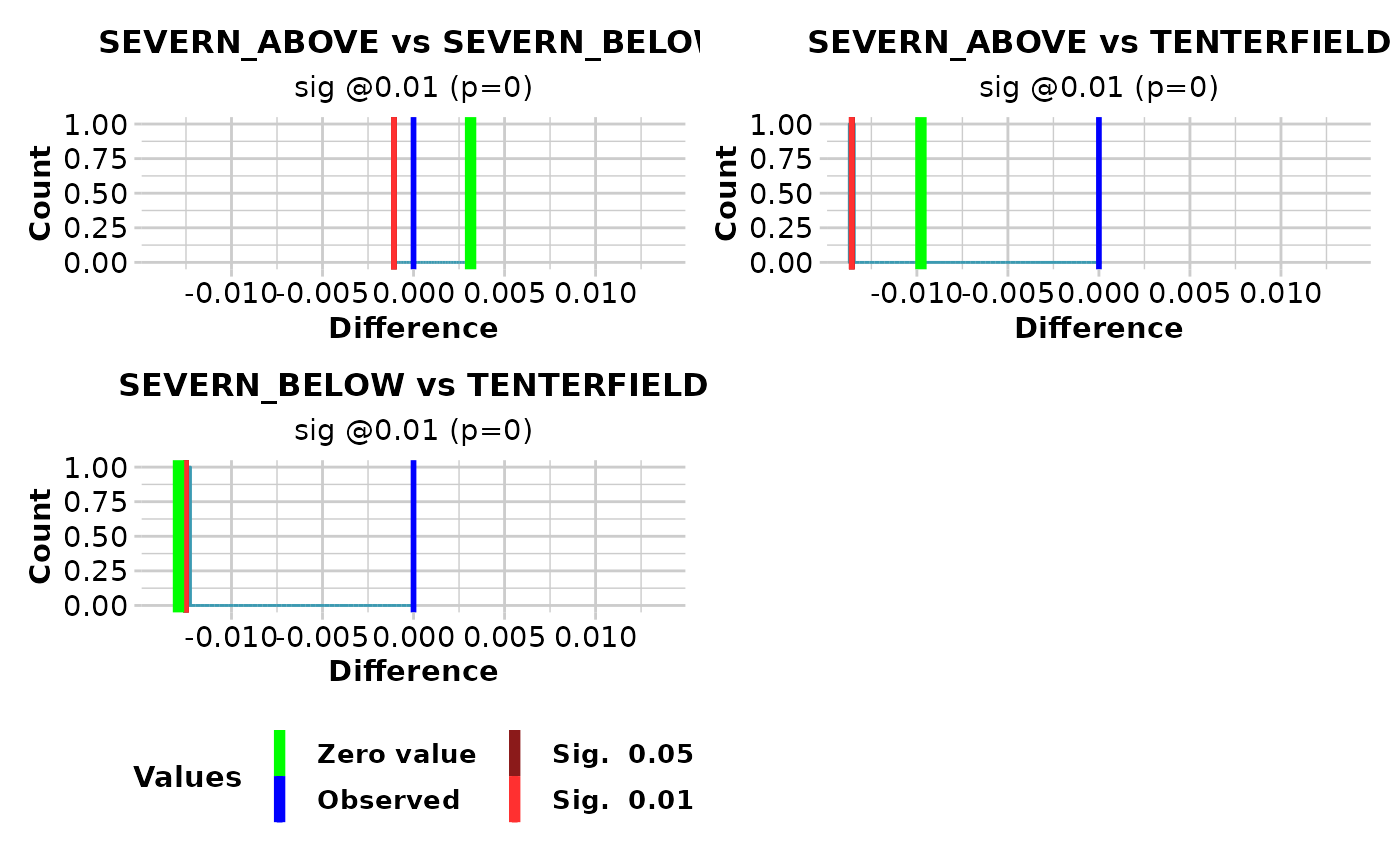 SEVERN_ABOVE vs SEVERN_BELOW
sig @0.01 (p=0)
1.00
0.75
0.50
0.25
0.00
Count
-0.010 -0.005 0.000 0.005 0.010
Difference
SEVERN_ABOVE vs TENTERFIELD
sig @0.01 (p=0)
1.00
0.75
0.50
0.25
0.00
Count
-0.010 -0.005 0.000 0.005 0.010
Difference
SEVERN_BELOW vs TENTERFIELD
sig @0.01 (p=0)
1.00
0.75
0.50
0.25
0.00
Count
-0.010 -0.005 0.000 0.005 0.010
Difference
Values
Zero value
Observed
Sig. 0.05
Sig. 0.01